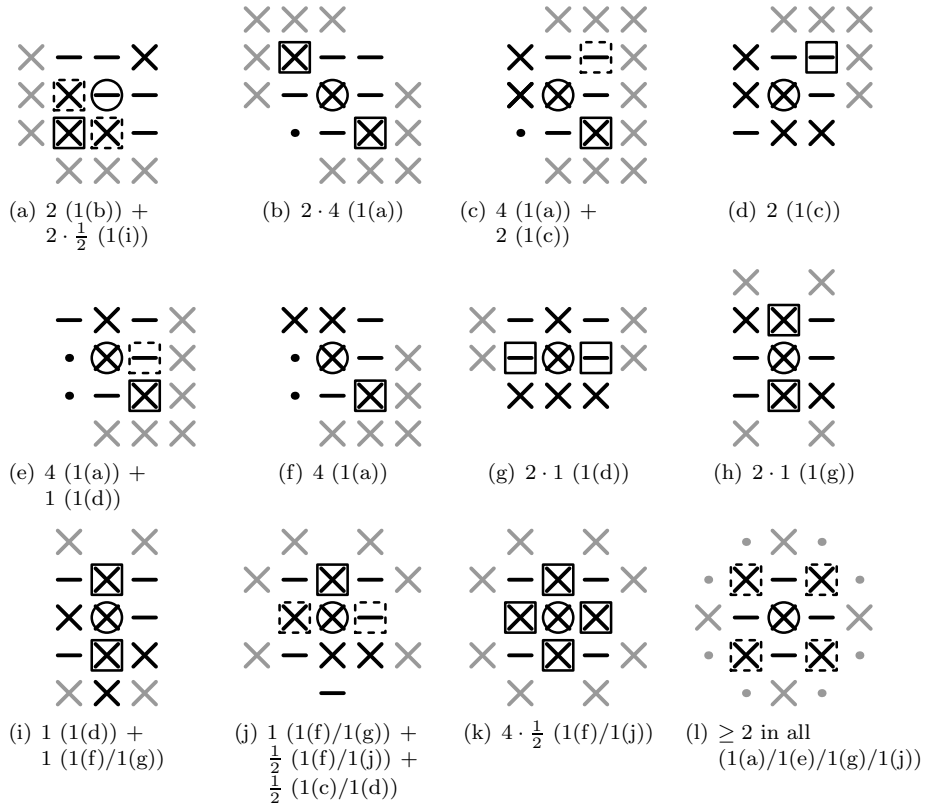 (a) 2 (1(b)) +
2 · 1/2 (1(i))
(b) 2 · 4 (1(a))
(c) 4 (1(a)) +
2 (1(c))
(d) 2 (1(c))
(e) 4 (1(a)) +
1 (1(d))
(f) 4 (1(a))
(g) 2 · 1 (1(d))
(h) 2 · 1 (1(g))
(i) 1 (1(d)) +
1 (1(f)/1(g))
(j) 1 (1(f)/1(g)) +
1/2 (1(f)/1(j)) +
1/2 (1(c)/1(d))
(k) 4 · 1/2 (1(f)/1(j))
(l) ≥ 2 in all
(1(a)/1(e)/1(g)/1(j))